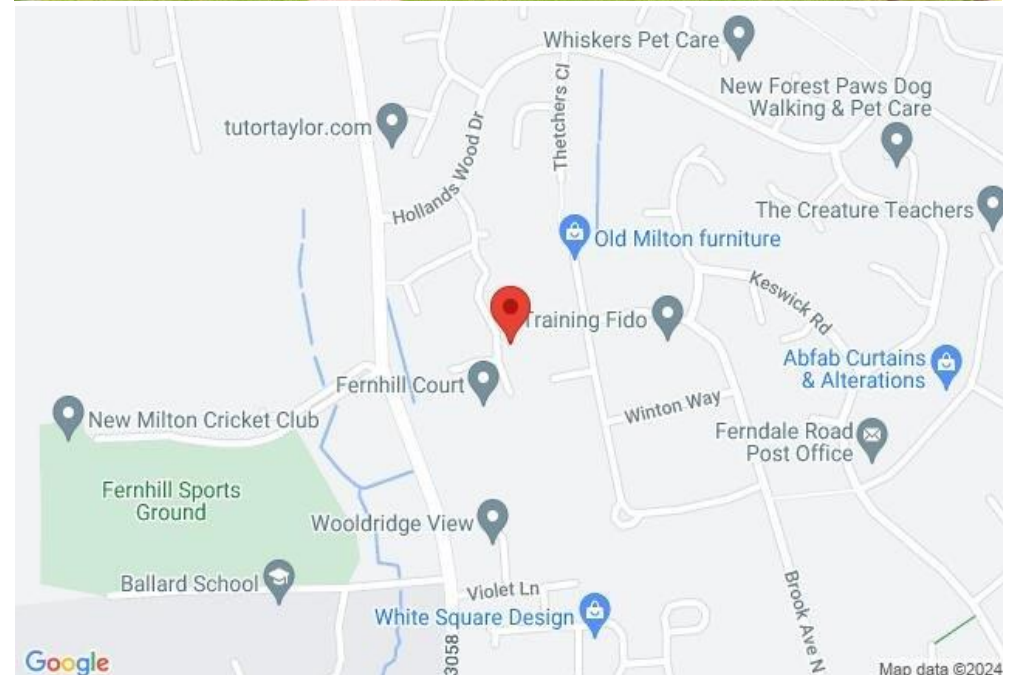 Whiskers Pet Care
New Forest Paws Dog
Walking & Pet Care
tutortaylor.com
Thetchers Cl
Hollands Wood Dr
The Creature Teachers
Old Milton furniture
Keswick Rd
Training Fido
Abfab Curtains
& Alterations
Fernhill Court
Winton Way
New Milton Cricket Club
Ferndale Road
Post Office
Fernhill Sports
Ground
Wooldridge View
Ballard School
Violet Ln
Brook Ave N
White Square Design
3058
Google
Map data ©2024